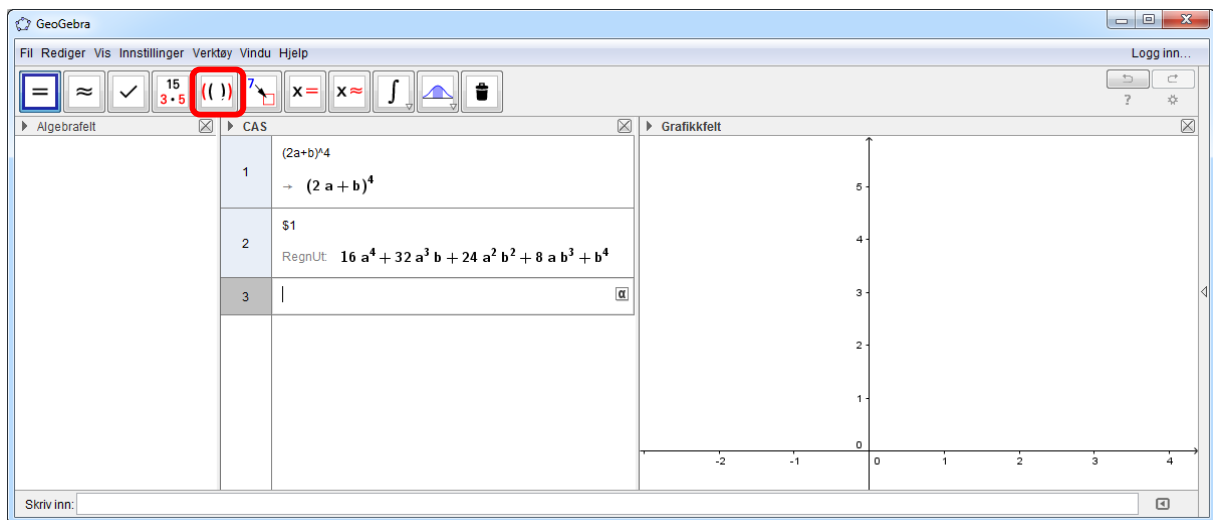 GeoGebra
Fil Rediger Vis Innstillinger Verktøy Vindu Hjelp Logg inn...
= ≈ ✓ 15 3·5 (( )) 7 x= x≈ ∫
?
Algebrafelt
CAS
Grafikkfelt
1
(2a+b)^4
→ (2 a + b)⁴
2
$1
RegnUt: 16 a⁴ + 32 a³ b + 24 a² b² + 8 a b³ + b⁴
3
α
5
4
3
2
1
0
-2 -1 0 1 2 3 4
Skriv inn: